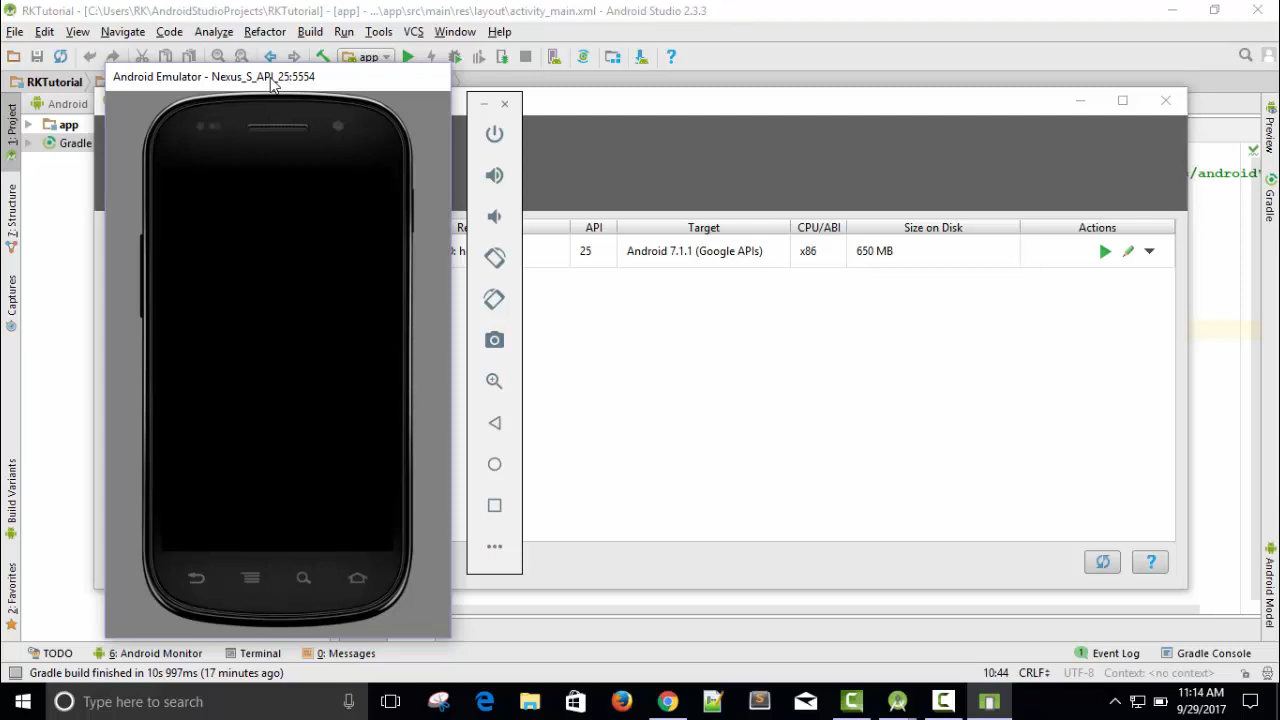 RKTutorial - [C:\Users\RK\AndroidStudioProjects\RKTutorial] - [app] - ...\app\src\main\res\layout\activity_main.xml - Android Studio 2.3.3
File Edit View Navigate Code Analyze Refactor Build Run Tools VCS Window Help
app
RKTutorial
Android Emulator - Nexus_S_API_25:5554
Android
app
Gradle
1: Project
7: Structure
Captures
Build Variants
2: Favorites
Preview
Gradle
Android Model
/android"
Re API Target CPU/ABI Size on Disk Actions
25 Android 7.1.1 (Google APIs) x86 650 MB
TODO 6: Android Monitor Terminal 0: Messages Event Log Gradle Console
Gradle build finished in 10s 997ms (17 minutes ago) 10:44 CRLF UTF-8 Context: <no context>
Type here to search
11:14 AM
9/29/2017